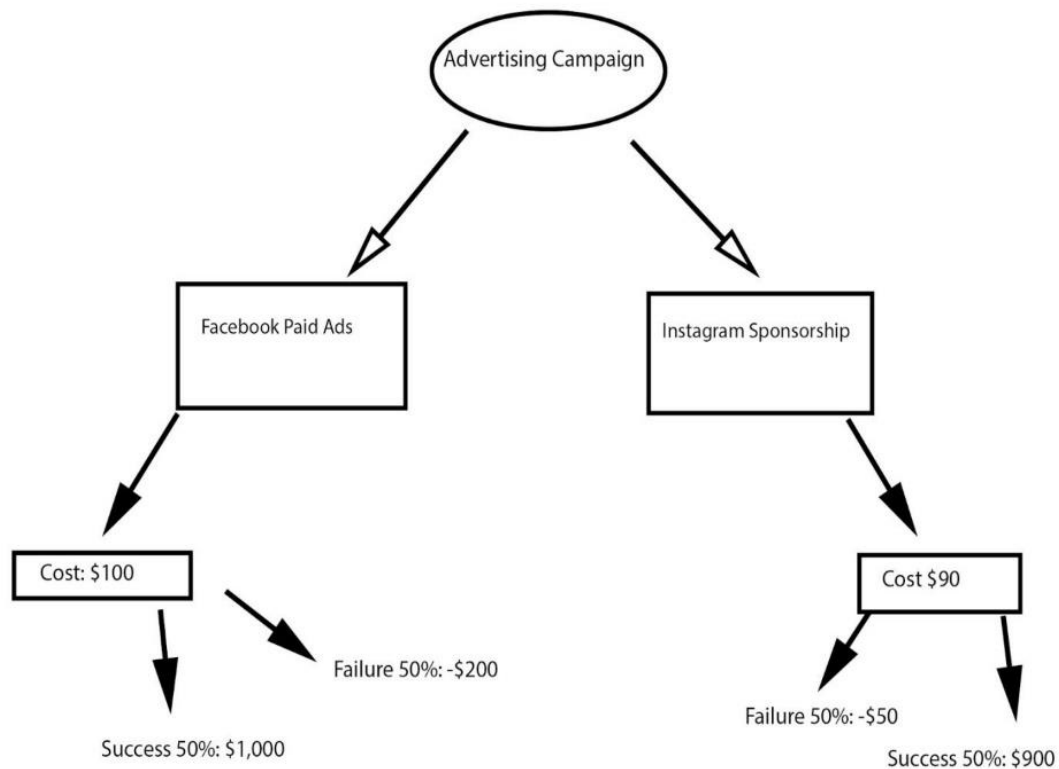 Advertising Campaign
Facebook Paid Ads
Instagram Sponsorship
Cost: $100
Cost $90
Failure 50%: -$200
Failure 50%: -$50
Success 50%: $1,000
Success 50%: $900